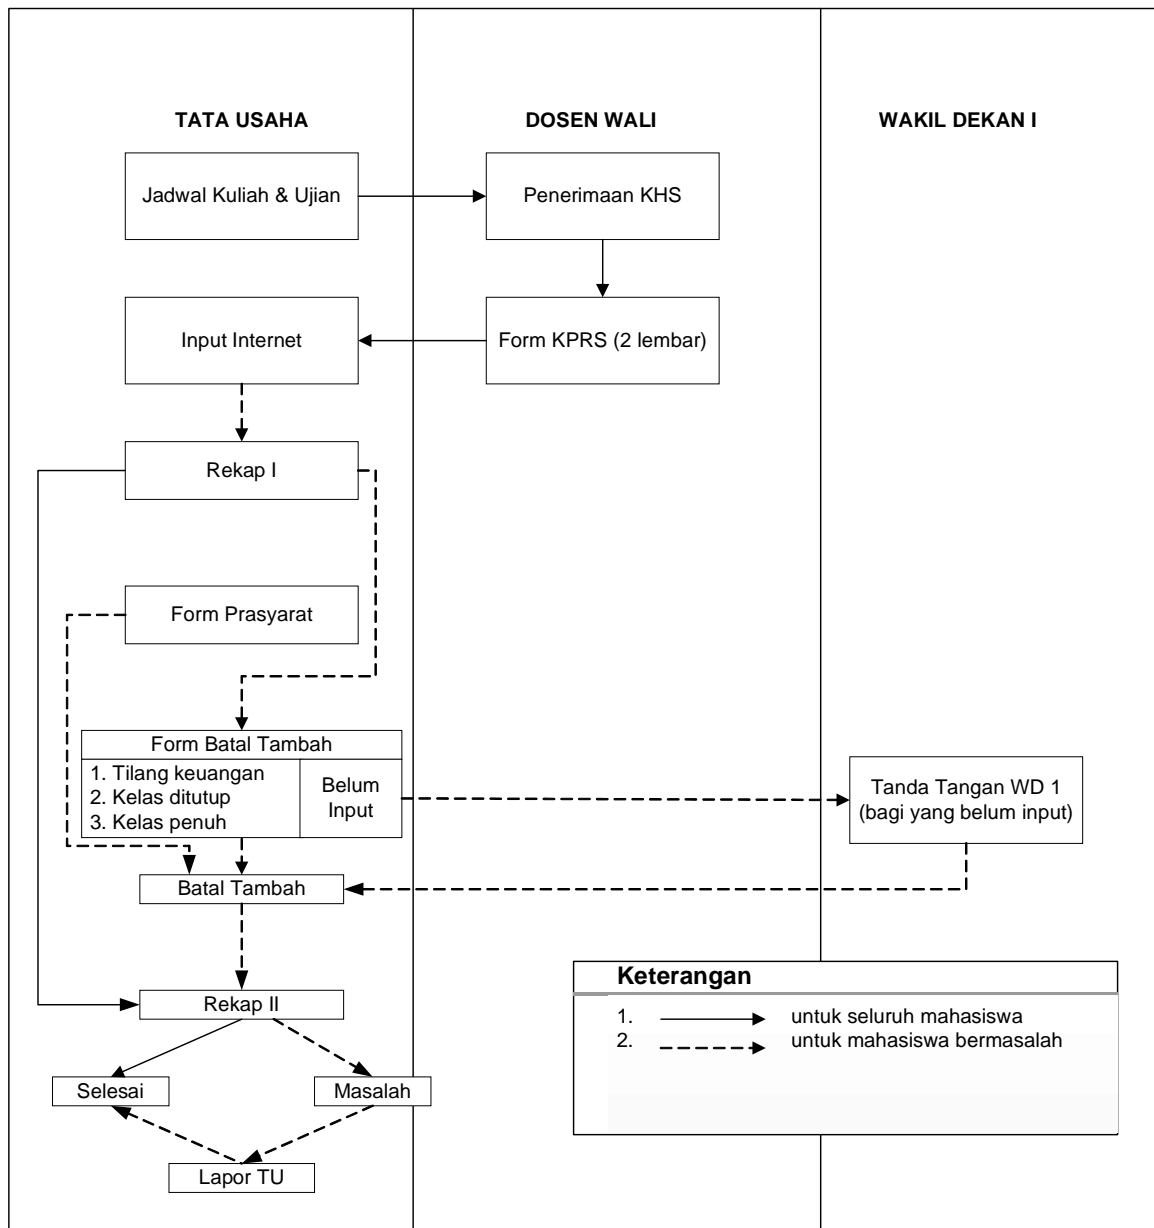 TATA USAHA
DOSEN WALI
WAKIL DEKAN I
Jadwal Kuliah & Ujian
Penerimaan KHS
Input Internet
Form KPRS (2 lembar)
Rekap I
Form Prasyarat
Form Batal Tambah
1. Tilang keuangan
2. Kelas ditutup
3. Kelas penuh
Belum
Input
Tanda Tangan WD 1
(bagi yang belum input)
Batal Tambah
Rekap II
Selesai
Masalah
Lapor TU
Keterangan
1. untuk seluruh mahasiswa
2. untuk mahasiswa bermasalah